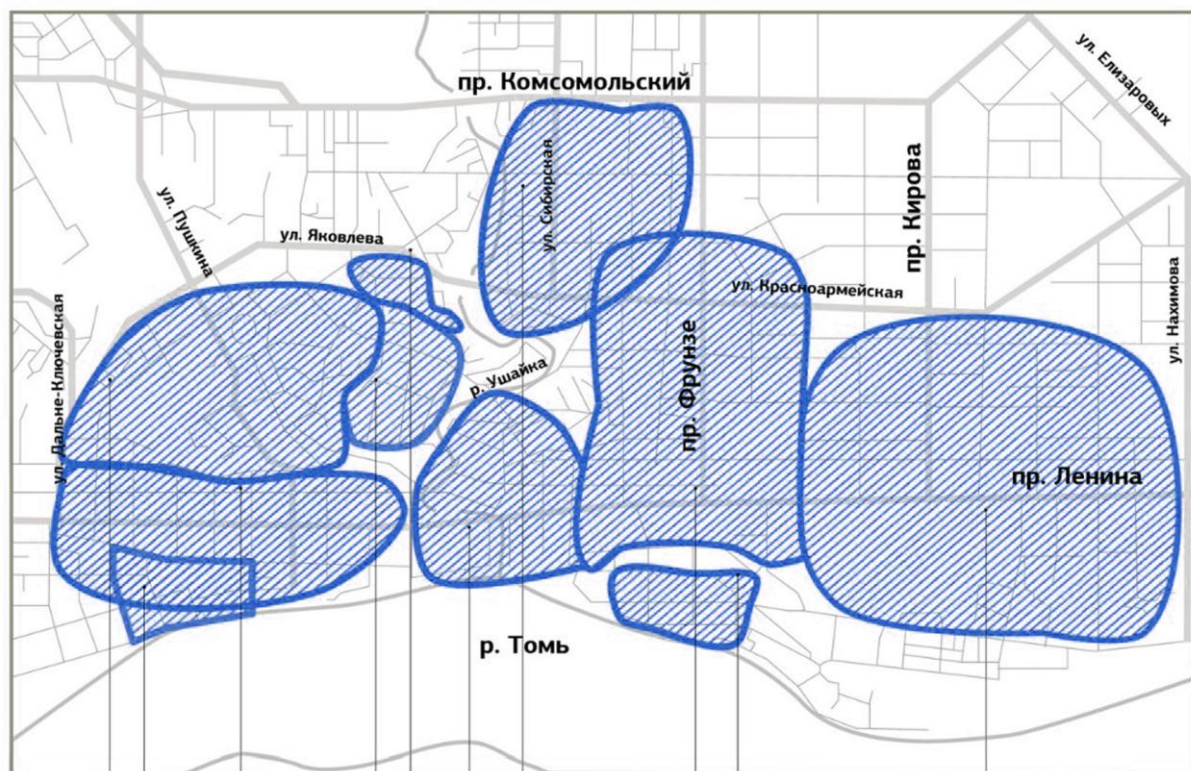 пр. Комсомольский
ул. Елизаровых
ул. Пушкина
ул. Яковлева
ул. Сибирская
пр. Кирова
ул. Красноармейская
ул. Нахимова
ул. Дальне-Ключевская
р. Ушайка
пр. Фрунзе
пр. Ленина
р. Томь